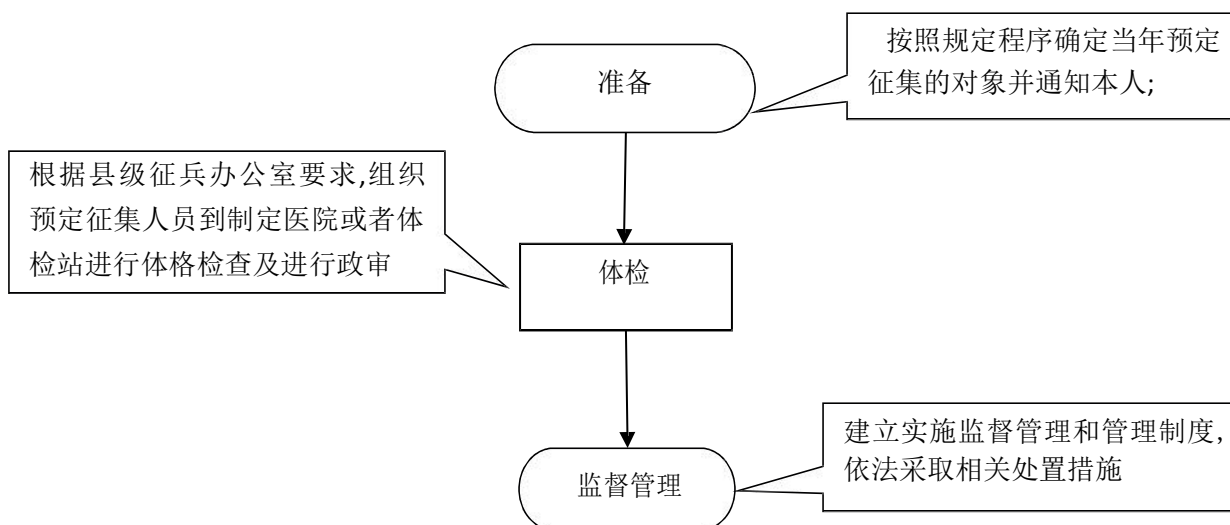 准备
按照规定程序确定当年预定
征集的对象并通知本人;
根据县级征兵办公室要求,组织
预定征集人员到制定医院或者体
检站进行体格检查及进行政审
体检
建立实施监督管理和管理制度,
依法采取相关处置措施
监督管理